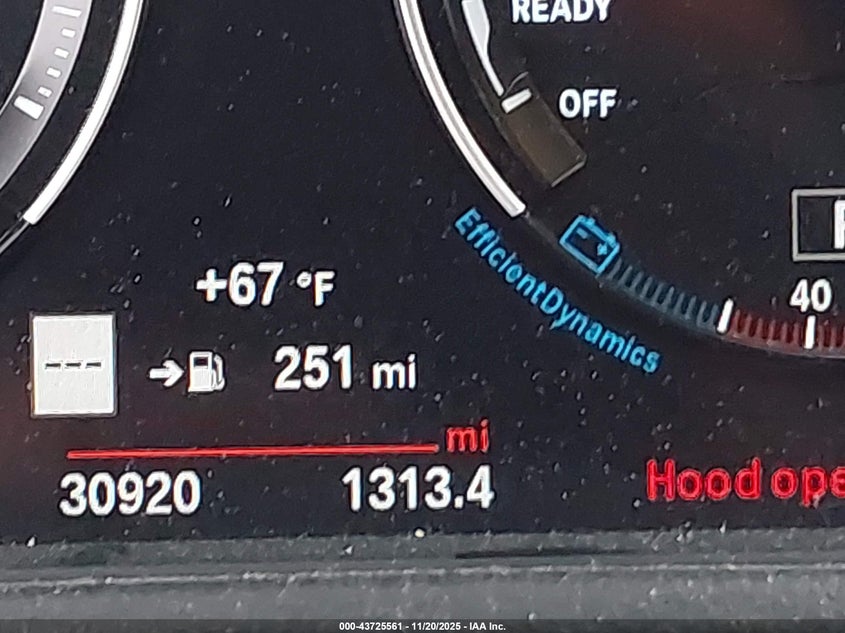 READY
OFF
EfficientDynamics
+67 °F
40
---
251 mi
mi
30920
1313.4
Hood ope
000-43725561 - 11/20/2025 - IAA Inc.